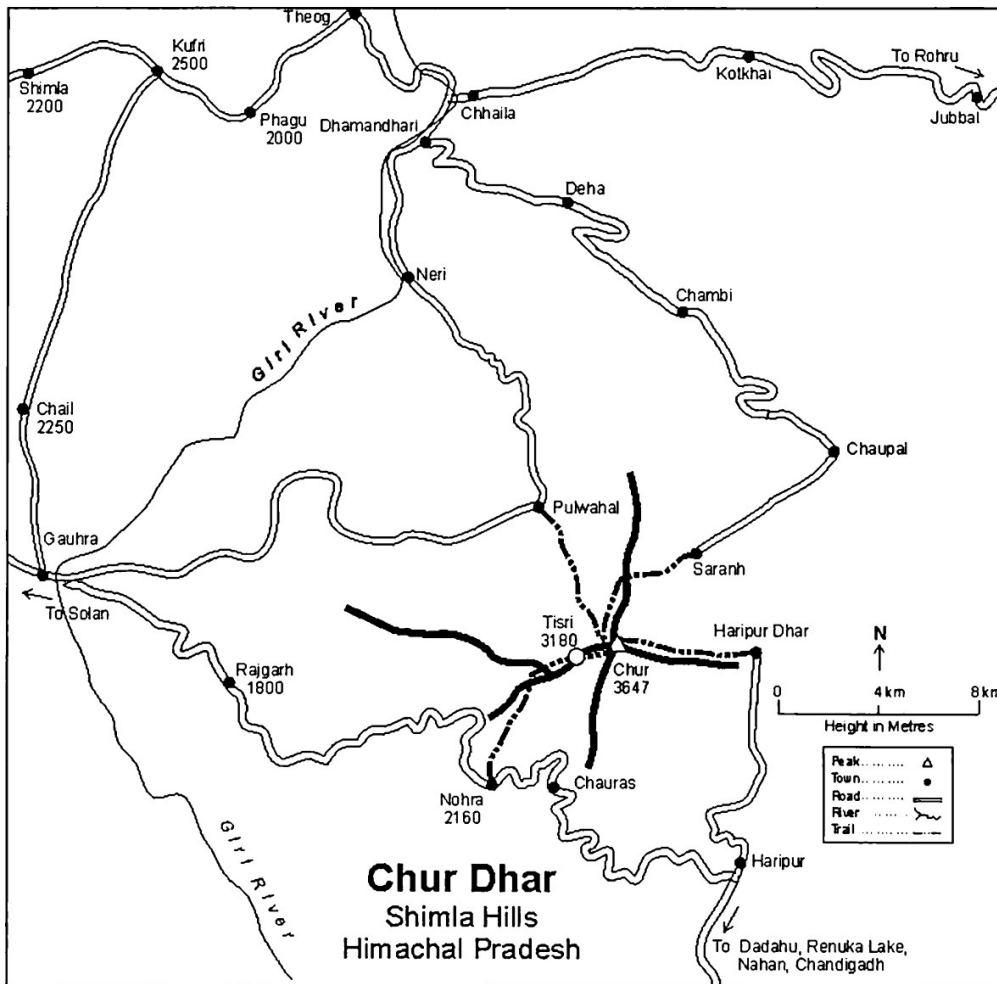 Theog
Kufri
2500
To Rohru
Kotkhai
Shimla
2200
Phagu
2000
Chhaila
Jubbal
Dhamandhari
Deha
Neri
Chambi
Giri River
Chail
2250
Chaupal
Pulwahal
Gauhra
Saranh
To Solan
Tisri
3180
Haripur Dhar
N
Rajgarh
1800
Chur
3647
0 4 km 8 km
Height in Metres
Peak ........ △
Town ........ ●
Road ........
River ........
Trail ........
Nohra
2160
Chauras
Giri River
Haripur
Chur Dhar
Shimla Hills
Himachal Pradesh
To Dadahu, Renuka Lake,
Nahan, Chandigadh